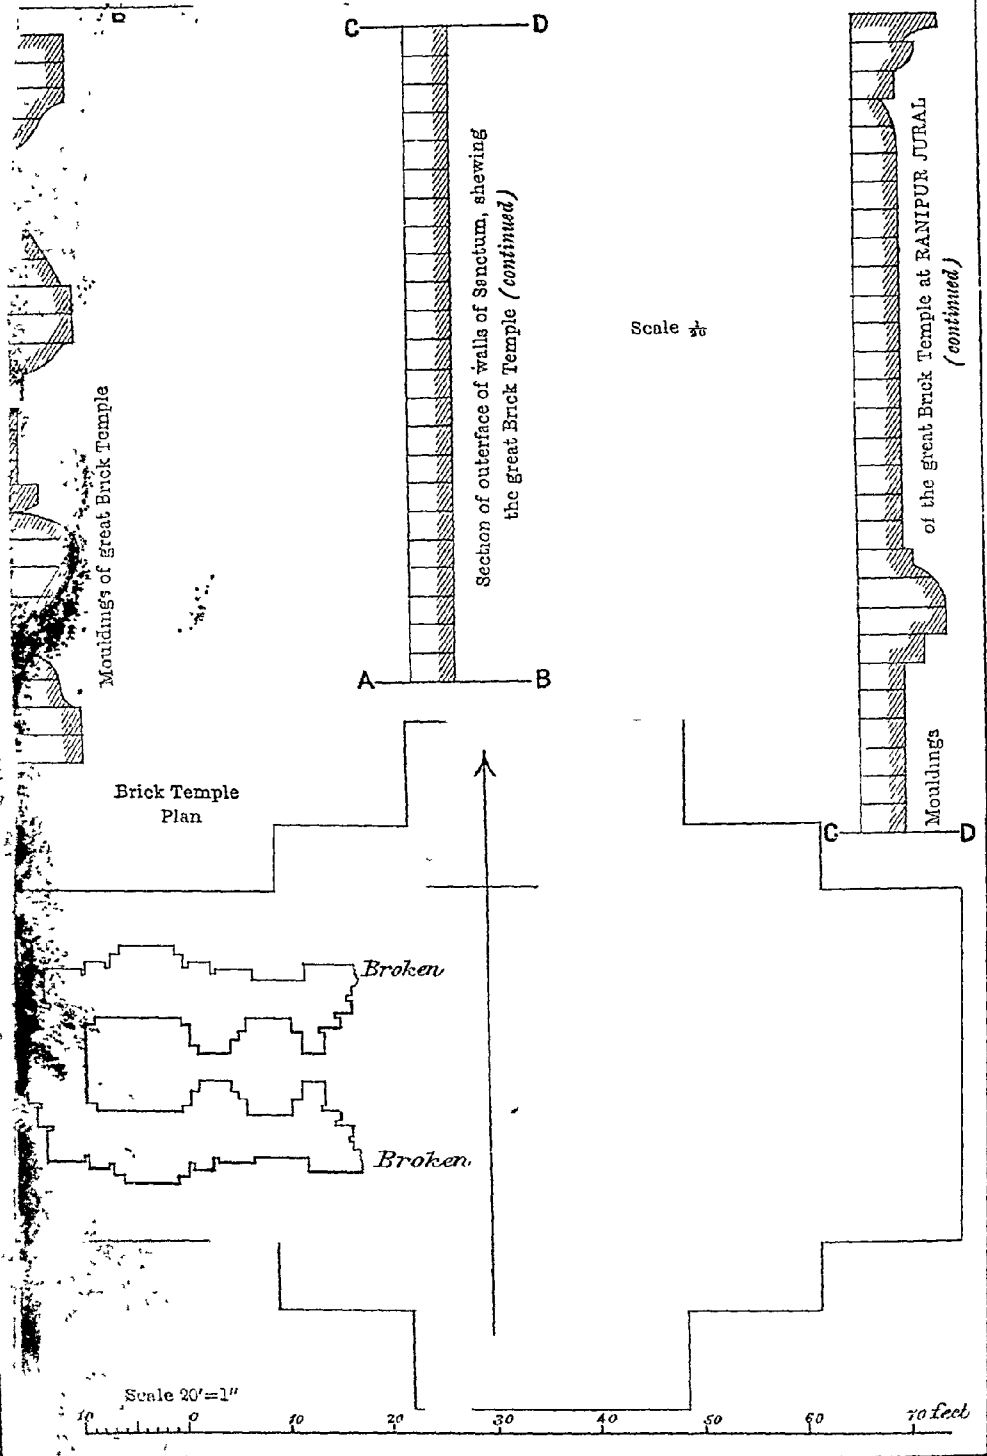 B
C D
Section of outerface of walls of Sanctum, shewing
the great Brick Temple (continued)
Scale 1/20
of the great Brick Temple at RANIPUR JURAL
(continued)
Mouldings of great Brick Temple
A B
Mouldings
C D
Brick Temple
Plan
Broken
Broken
Scale 20'=1"
10 0 10 20 30 40 50 60 70 feet